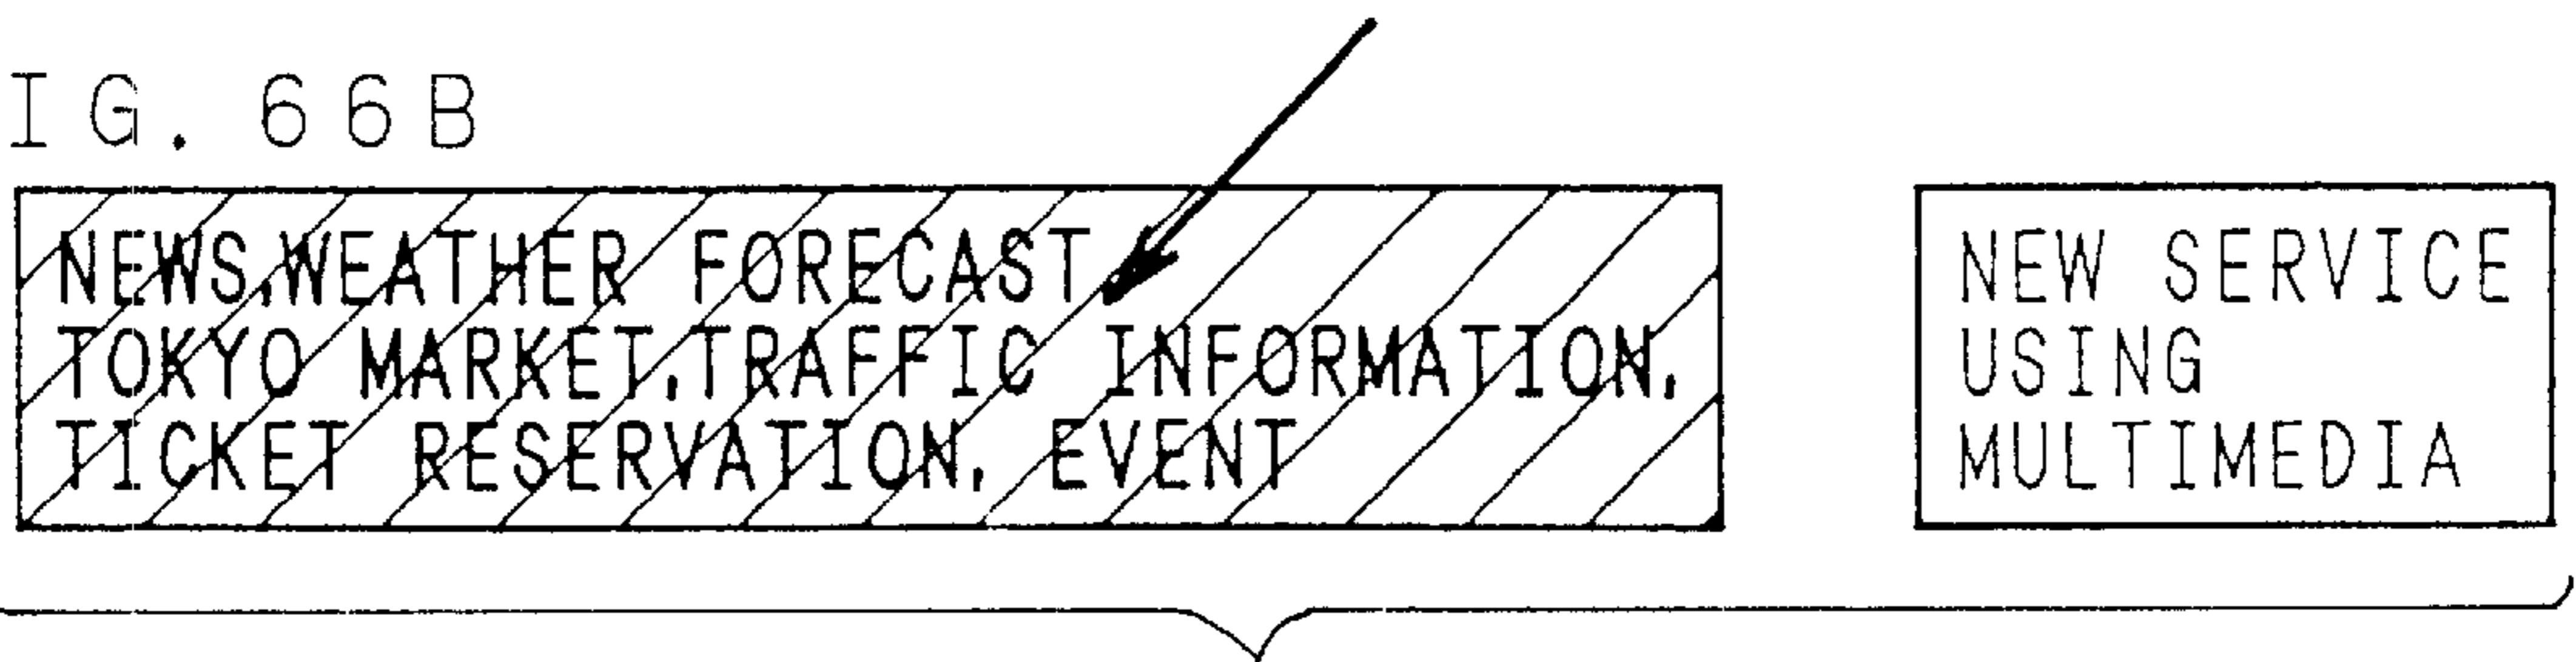 IG. 66B
NEWS,WEATHER FORECAST
TOKYO MARKET,TRAFFIC INFORMATION,
TICKET RESERVATION, EVENT
NEW SERVICE
USING
MULTIMEDIA